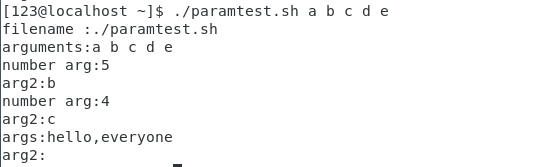 [123@localhost ~]$ ./paramtest.sh a b c d e
filename :./paramtest.sh
arguments:a b c d e
number arg:5
arg2:b
number arg:4
arg2:c
args:hello,everyone
arg2: